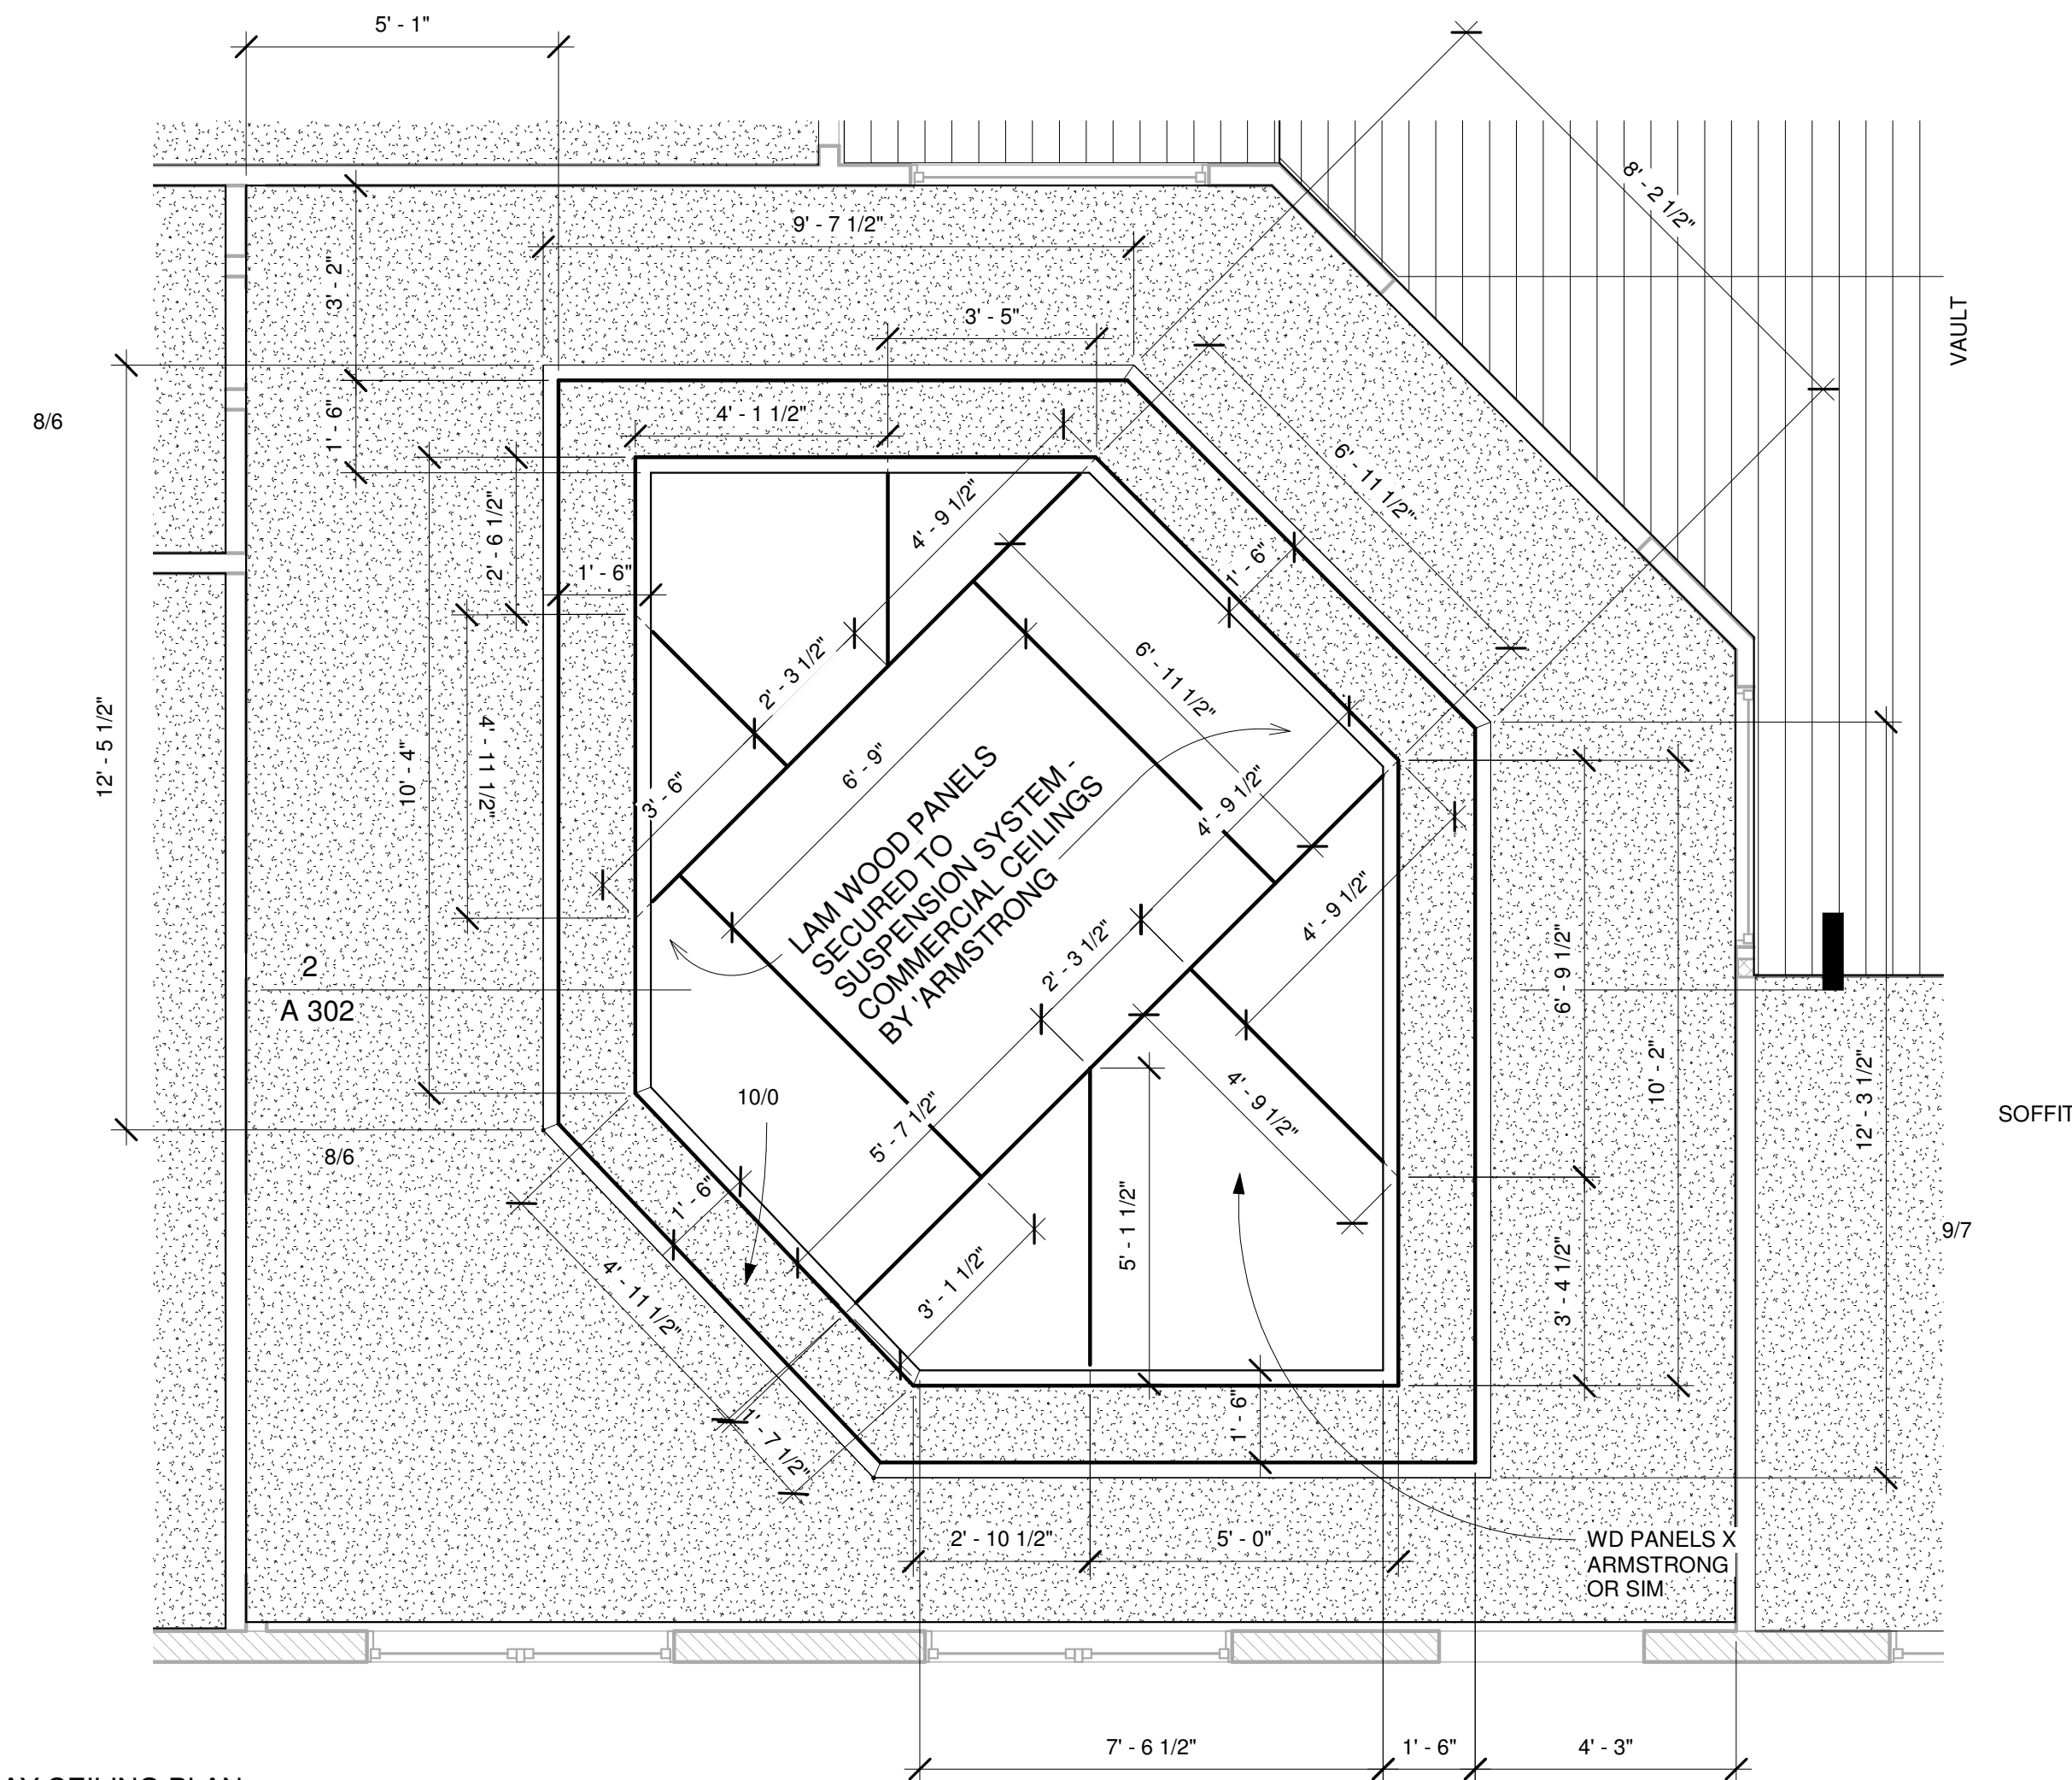 5' - 1"
8' - 2 1/2"
9' - 7 1/2"
3' - 2"
VAULT
3' - 5"
8/6
1' - 6"
4' - 1 1/2"
6' - 11 1/2"
2' - 6 1/2"
4' - 9 1/2"
1' - 6"
1' - 6"
12' - 5 1/2"
10' - 4"
4' - 11 1/2"
2' - 3 1/2"
3' - 6"
6' - 9"
6' - 11 1/2"
4' - 9 1/2"
LAM WOOD PANELS
SECURED TO
SUSPENSION SYSTEM -
COMMERCIAL CEILINGS
BY 'ARMSTRONG
4' - 9 1/2"
2' - 3 1/2"
2
A 302
6' - 9 1/2"
10' - 2"
12' - 3 1/2"
SOFFIT
10/0
5' - 7 1/2"
4' - 9 1/2"
8/6
1' - 6"
5' - 1 1/2"
9/7
3' - 1 1/2"
3' - 4 1/2"
4' - 11 1/2"
1' - 7 1/2"
1' - 6"
2' - 10 1/2"
5' - 0"
WD PANELS X
ARMSTRONG
OR SIM
7' - 6 1/2"
1' - 6"
4' - 3"
AY CEILING PLAN